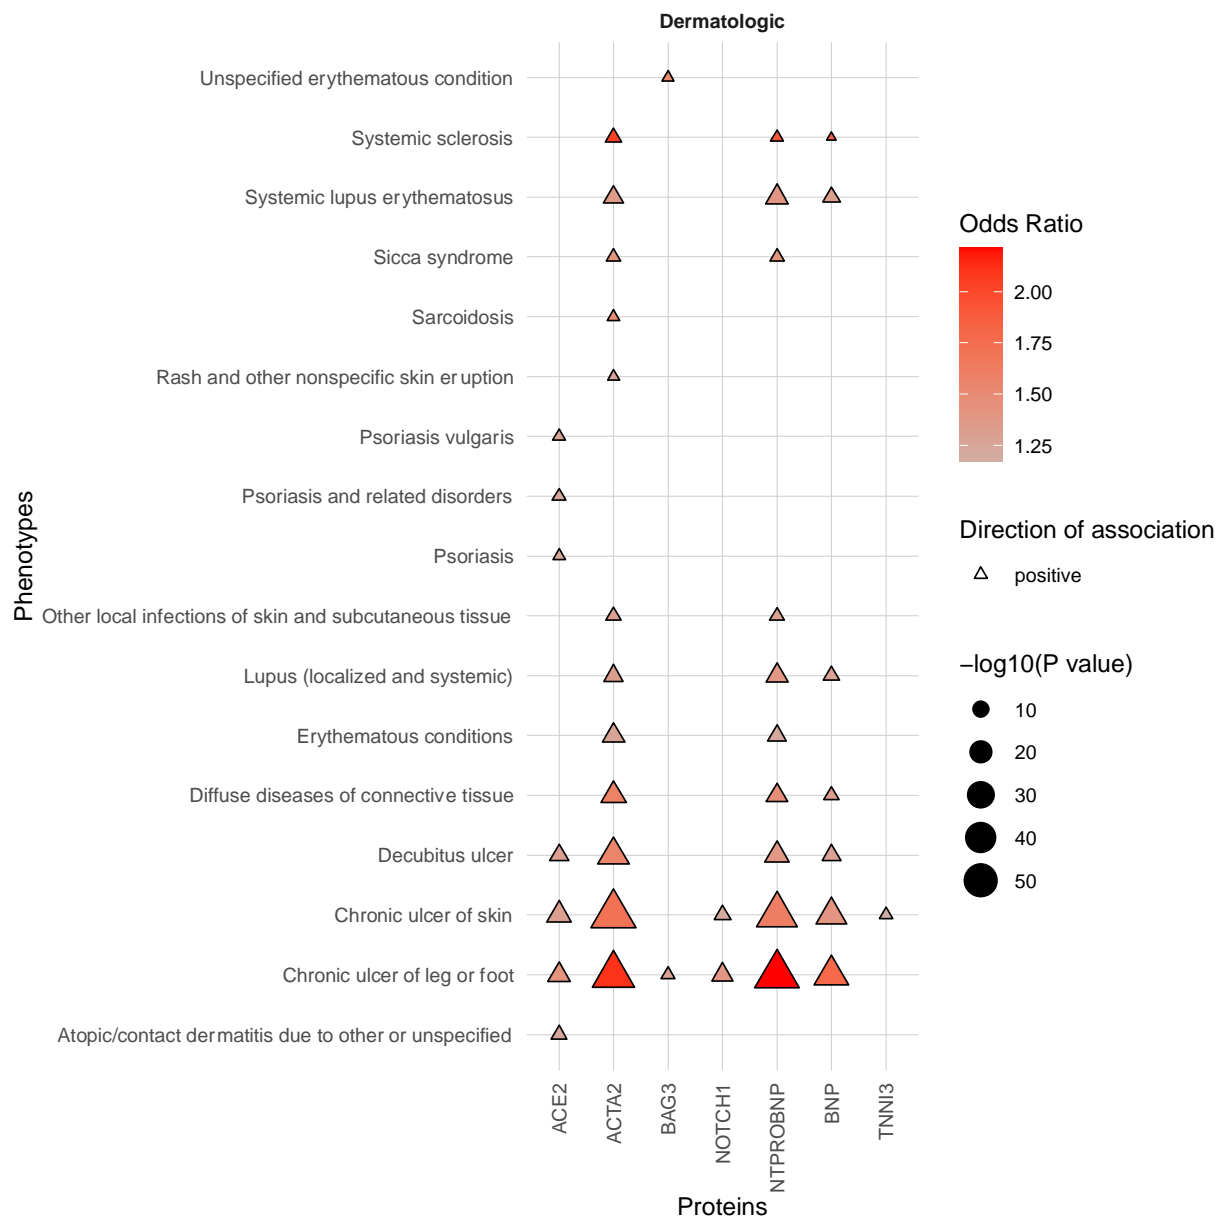 Dermatologic
Unspecified erythematous condition
Systemic sclerosis
Systemic lupus erythematosus
Sicca syndrome
Sarcoidosis
Rash and other nonspecific skin eruption
Psoriasis vulgaris
Psoriasis and related disorders
Psoriasis
Other local infections of skin and subcutaneous tissue
Lupus (localized and systemic)
Erythematous conditions
Diffuse diseases of connective tissue
Decubitus ulcer
Chronic ulcer of skin
Chronic ulcer of leg or foot
Atopic/contact dermatitis due to other or unspecified
Phenotypes
ACE2
ACTA2
BAG3
NOTCH1
NTPROBNP
BNP
TNNI3
Proteins
Odds Ratio
2.00
1.75
1.50
1.25
Direction of association
positive
−log10(P value)
10
20
30
40
50